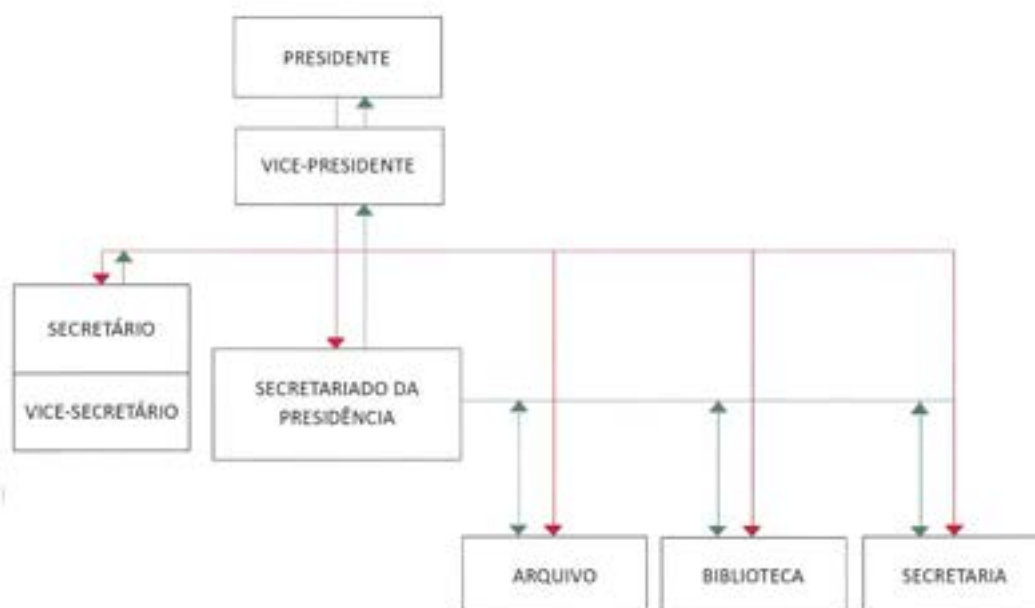 PRESIDENTE
VICE-PRESIDENTE
SECRETÁRIO
VICE-SECRETÁRIO
SECRETARIADO DA
PRESIDÊNCIA
ARQUIVO
BIBLIOTECA
SECRETARIA